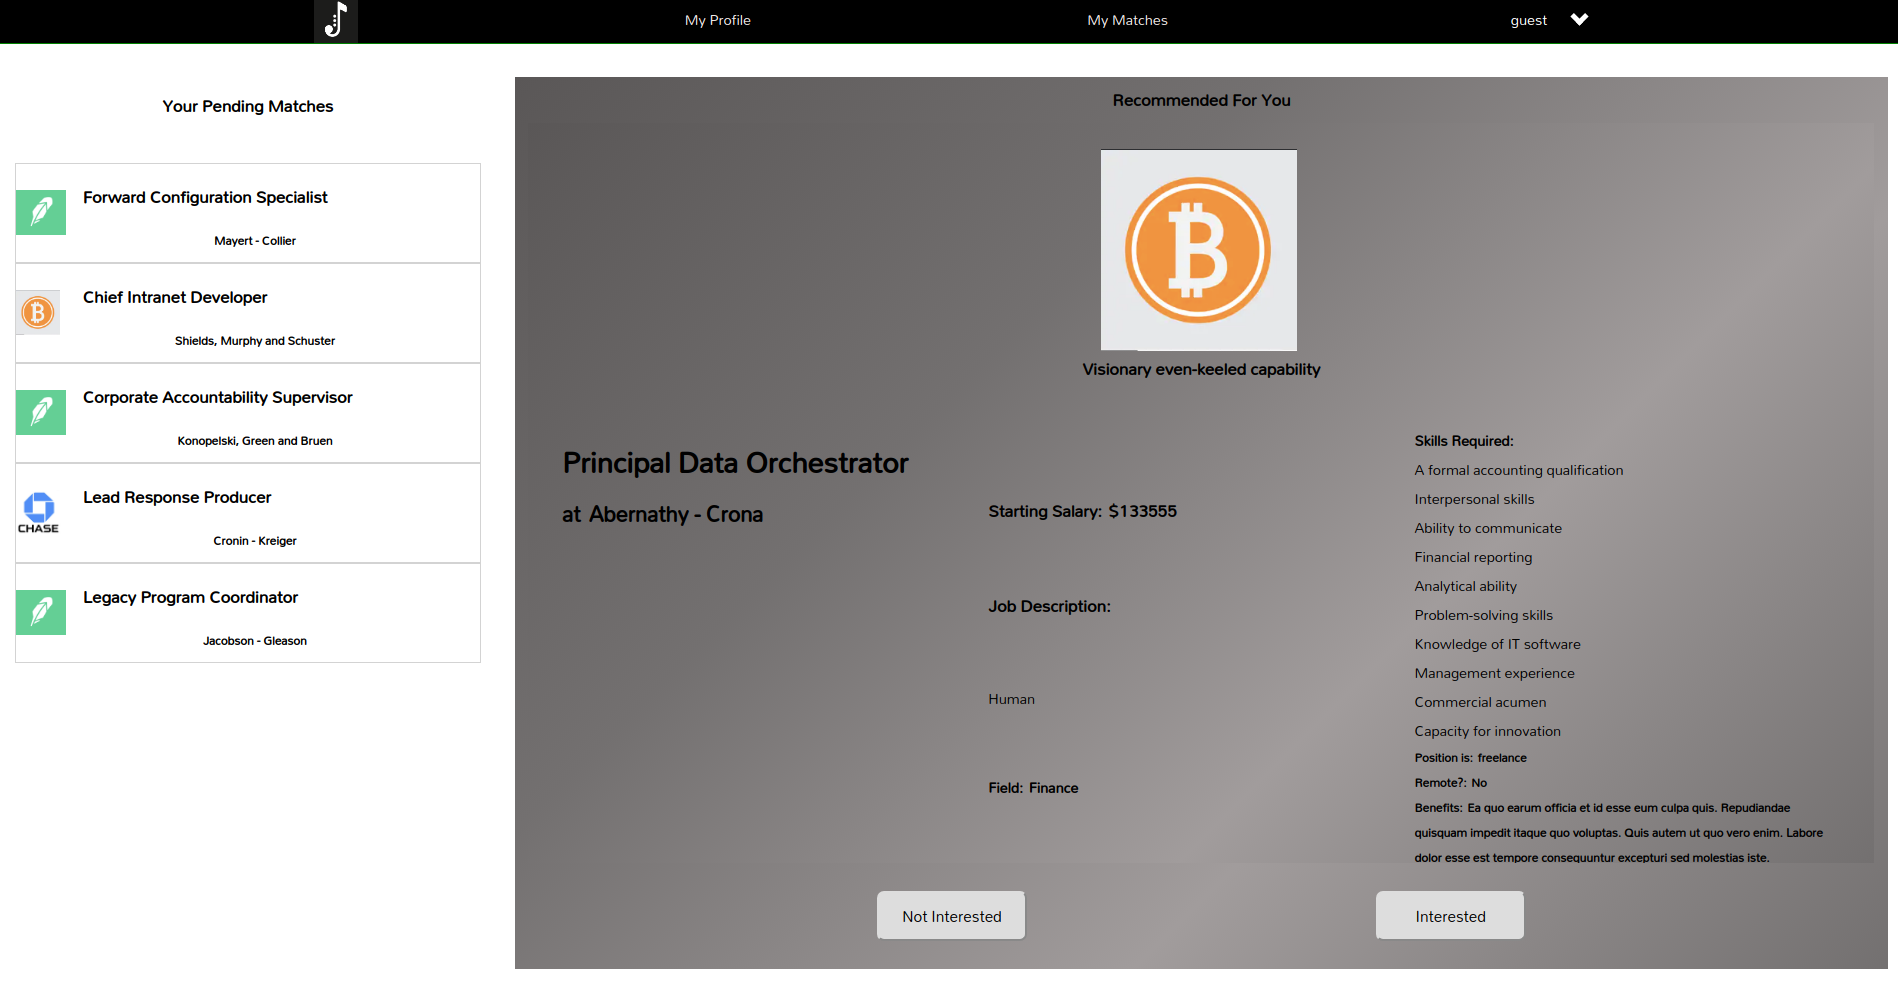 My Profile
My Matches
guest
Your Pending Matches
Forward Configuration Specialist
Mayert - Collier
Chief Intranet Developer
Shields, Murphy and Schuster
Corporate Accountability Supervisor
Konopelski, Green and Bruen
CHASE
Lead Response Producer
Cronin - Kreiger
Legacy Program Coordinator
Jacobson - Gleason
Recommended For You
Visionary even-keeled capability
Principal Data Orchestrator
at Abernathy - Crona
Starting Salary: $133555
Job Description:
Human
Field: Finance
Skills Required:
A formal accounting qualification
Interpersonal skills
Ability to communicate
Financial reporting
Analytical ability
Problem-solving skills
Knowledge of IT software
Management experience
Commercial acumen
Capacity for innovation
Position is: freelance
Remote?: No
Benefits: Ea quo earum officia et id esse eum culpa quis. Repudiandae
quisquam impedit itaque quo voluptas. Quis autem ut quo vero enim. Labore
dolor esse est tempore consequuntur excepturi sed molestias iste.
Not Interested
Interested